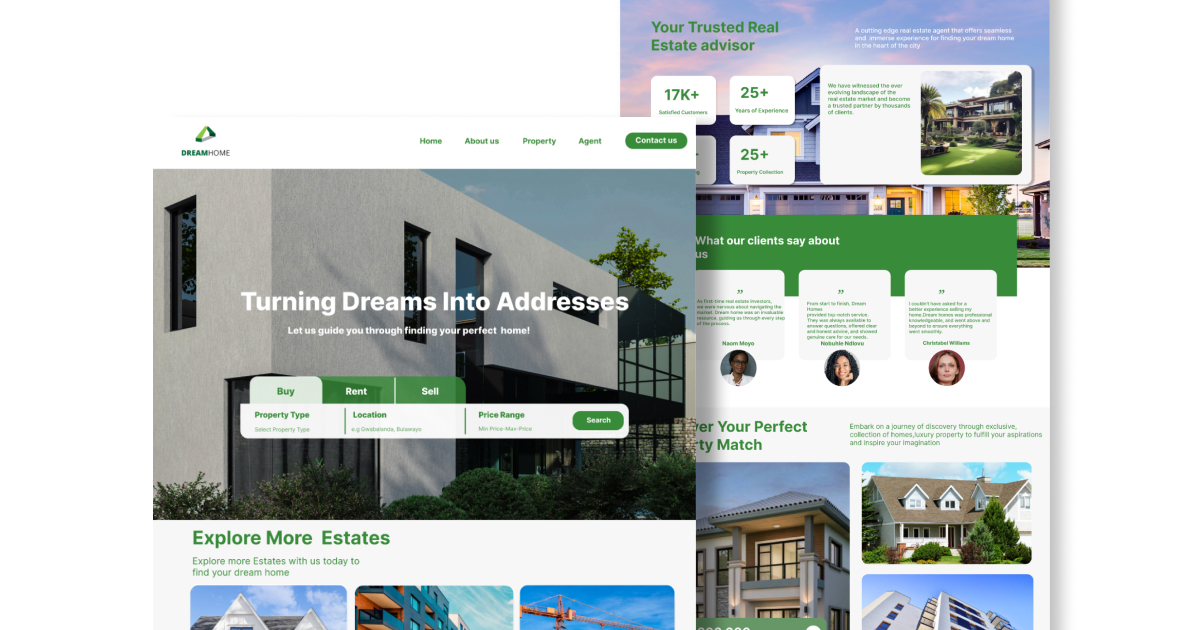 DREAMHOME
Home
About us
Property
Agent
Contact us
Turning Dreams Into Addresses
Let us guide you through finding your perfect home!
Buy
Rent
Sell
Property Type
Select Property Type
Location
e.g Gwabalanda, Bulawayo
Price Range
Min Price-Max-Price
Search
Explore More Estates
Explore more Estates with us today to
find your dream home
Your Trusted Real
Estate advisor
A cutting edge real estate agent that offers seamless
and immerse experience for finding your dream home
in the heart of the city
17K+
Satisfied Customers
25+
Years of Experience
25+
Property Collection
We have witnessed the ever
evolving landscape of the
real estate market and become
a trusted partner by thousands
of clients.
What our clients say about
us
”
As first-time real estate investors,
we were nervous about navigating the
market. Dream home was an invaluable
resource, guiding us through every step
of the process.
Naom Moyo
”
From start to finish, Dream
Homes
provided top-notch service.
They was always available to
answer questions, offered clear
and honest advice, and showed
genuine care for our needs.
Nobuhle Ndlovu
”
I couldn't have asked for a
better experience selling my
home.Dream homes was professional
knowledgeable, and went above and
beyond to ensure everything
went smoothly.
Christabel Williams
er Your Perfect
ty Match
Embark on a journey of discovery through exclusive,
collection of homes,luxury property to fulfill your aspirations
and inspire your imagination